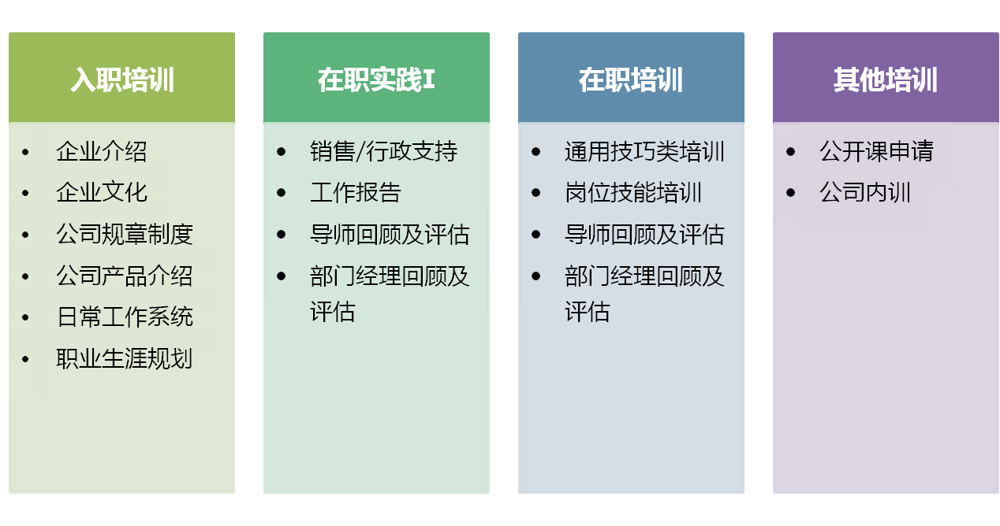 入职培训
• 企业介绍
• 企业文化
• 公司规章制度
• 公司产品介绍
• 日常工作系统
• 职业生涯规划
在职实践I
• 销售/行政支持
• 工作报告
• 导师回顾及评估
• 部门经理回顾及
评估
在职培训
• 通用技巧类培训
• 岗位技能培训
• 导师回顾及评估
• 部门经理回顾及
评估
其他培训
• 公开课申请
• 公司内训